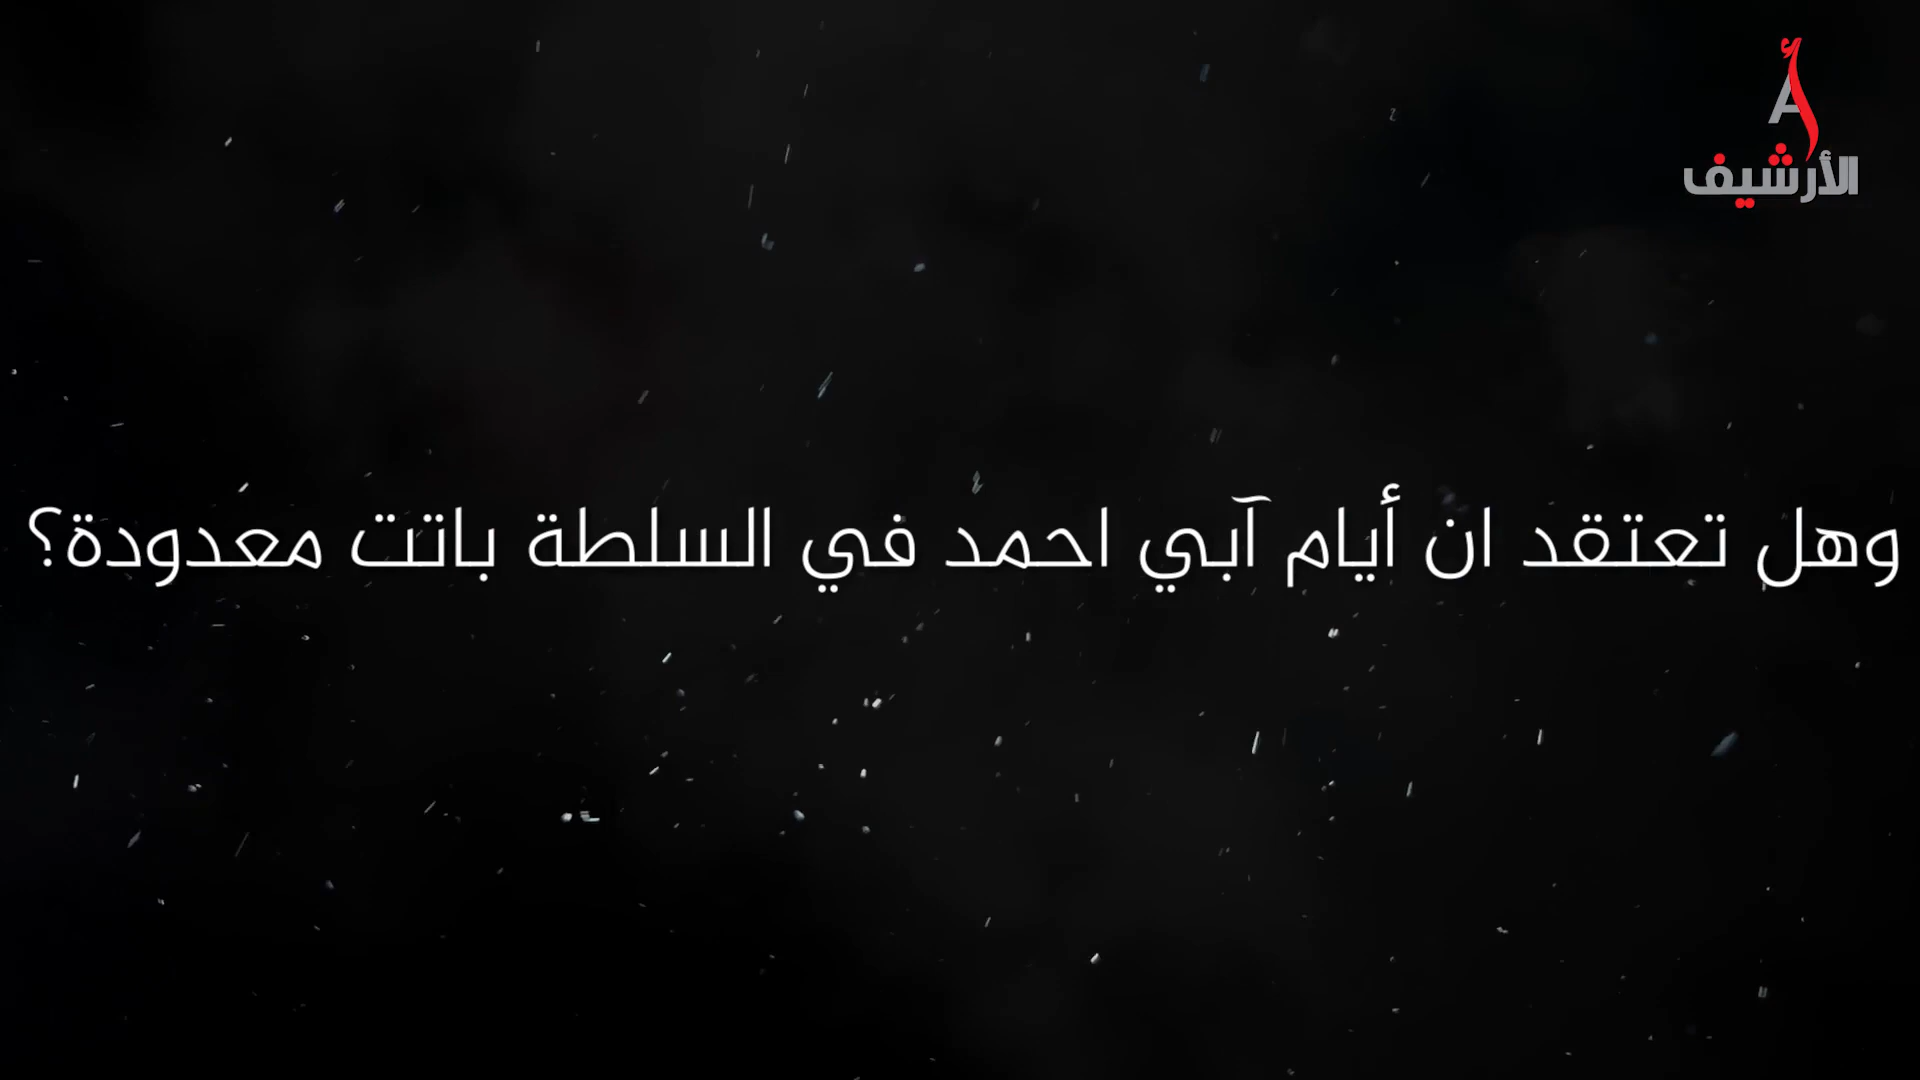 أ
A
الأرشيف
وهل تعتقد ان أيام آبي احمد في السلطة باتت معدودة؟